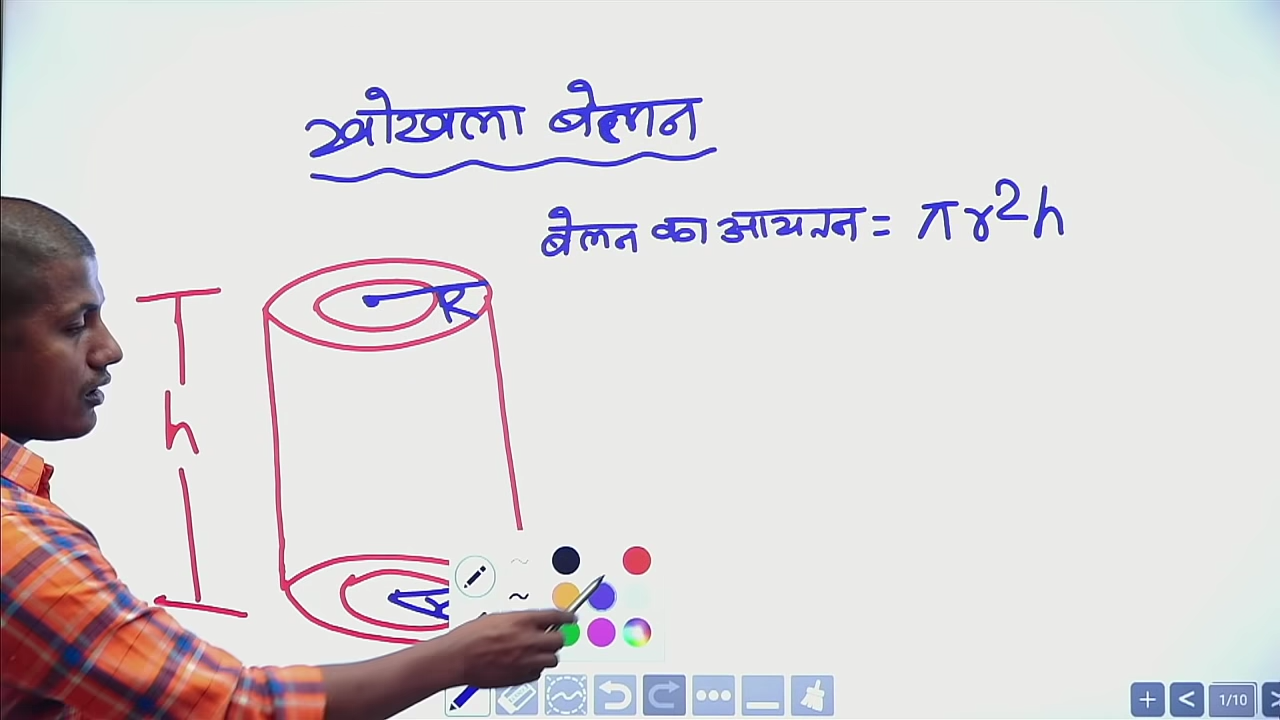 खोखला बेलन
बेलन का आयतन = πr²h
R
h
1/10